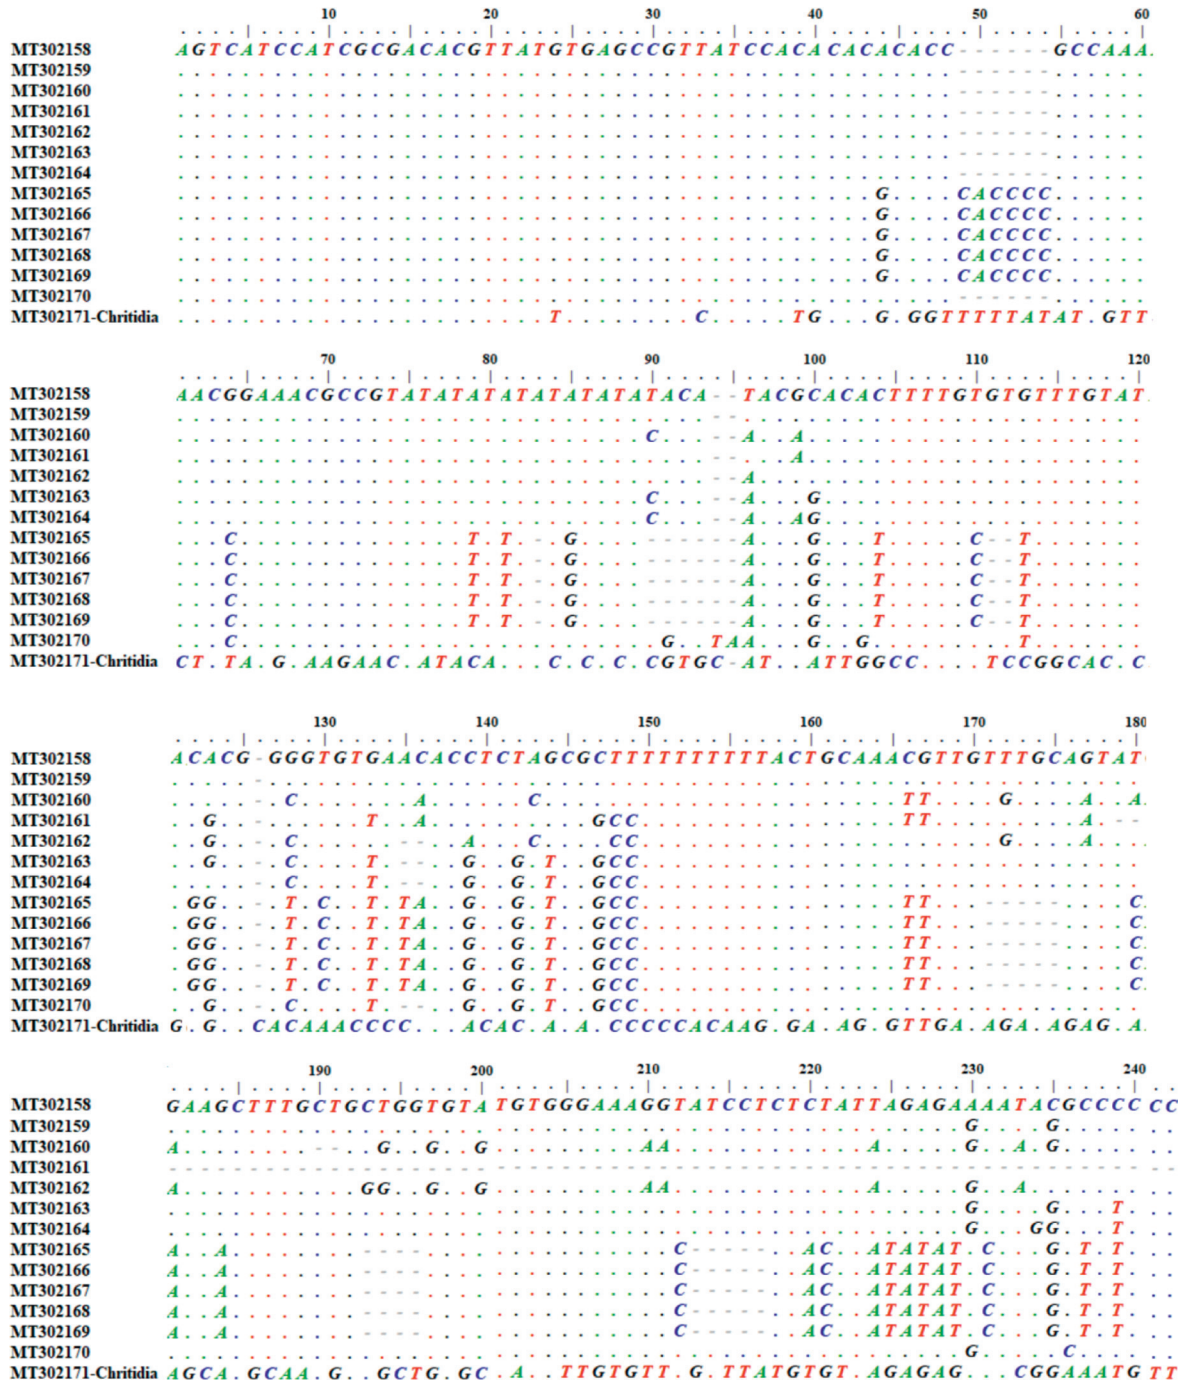 10 20 30 40 50 60
MT302158 AGTCATCCATCGCGACACGTTATGTGAGCCGTTATCCACACACACACC------GCCAAA
MT302159 ................................................------......
MT302160 ................................................------......
MT302161 ................................................------......
MT302162 ................................................------......
MT302163 ................................................------......
MT302164 ................................................------......
MT302165 ...........................................G....CACCCC......
MT302166 ...........................................G....CACCCC......
MT302167 ...........................................G....CACCCC......
MT302168 ...........................................G....CACCCC......
MT302169 ...........................................G....CACCCC......
MT302170 ................................................------......
MT302171-Chritidia .......................T........C.....TG...G.GGTTTTTATAT.GTT
70 80 90 100 110 120
MT302158 AACGGAAACGCCGTATATATATATATATATACA--TACGCACACTTTTGTGTGTTTGTAT
MT302159 .................................--.........................
MT302160 .............................C...--A..A.....................
MT302161 .................................--...A.....................
MT302162 ...................................A........................
MT302163 .............................C...--A...G....................
MT302164 .............................C...--A..AG....................
MT302165 ...C..............T.T.-.G....------A...G...T.....C--T.......
MT302166 ...C..............T.T.-.G....------A...G...T.....C--T.......
MT302167 ...C..............T.T.-.G....------A...G...T.....C--T.......
MT302168 ...C..............T.T.-.G....------A...G...T.....C--T.......
MT302169 ...C..............T.T.-.G....------A...G...T.....C--T.......
MT302170 ...C..........................G..TAA...G..G.........T.......
MT302171-Chritidia CT.TA.G.AAGAAC.ATACA...C.C.C.CGTGC-AT..ATTGGCC....TCCGGCAC.C
130 140 150 160 170 180
MT302158 ACACG-GGGTGTGAACACCTCTAGCGCTTTTTTTTTTACTGCAAACGTTGTTTGCAGTAT
MT302159 .....-......................................................
MT302160 .....-.C.......A......C......................TT....G....A..A
MT302161 ..G..-......T..A..........GCC................TT.........A.--
MT302162 ..G..-.C......--..A...C....CC......................G....A...
MT302163 ..G..-.C....T.--..G..G.T..GCC...............................
MT302164 .....-.C....T.--..G..G.T..GCC...............................
MT302165 .GG..-.T.C..T.TA..G..G.T..GCC................TT...-----....C
MT302166 .GG..-.T.C..T.TA..G..G.T..GCC................TT...-----....C
MT302167 .GG..-.T.C..T.TA..G..G.T..GCC................TT...-----....C
MT302168 .GG..-.T.C..T.TA..G..G.T..GCC................TT...-----....C
MT302169 .GG..-.T.C..T.TA..G..G.T..GCC................TT...-----....C
MT302170 ..G..-.C....T.--..G..G.T..GCC...............................
MT302171-Chritidia G.G..CACAAACCCC...ACAC.A.A.CCCCCACAAG.GA.AG.GTTGA.AGA.AGAG.A
190 200 210 220 230 240
MT302158 GAAGCTTTGCTGCTGGTGTATGTGGGAAAGGTATCCTCTCTATTAGAGAAAATACGCCCCCC
MT302159 .................................................G....G.......
MT302160 A........--..G..G..G.........AA............A.....G..A.G.......
MT302161 --------------------------------------------------------------
MT302162 A...........GG..G..G.........AA............A.....G..A.........
MT302163 .................................................G....G...T...
MT302164 .................................................G...GG...T...
MT302165 A..A........----...............C-----..AC..ATATAT.C...G.T.T...
MT302166 A..A........----...............C-----..AC..ATATAT.C...G.T.T...
MT302167 A..A........----...............C-----..AC..ATATAT.C...G.T.T...
MT302168 A..A........----...............C-----..AC..ATATAT.C...G.T.T...
MT302169 A..A........----...............C-----..AC..ATATAT.C...G.T.T...
MT302170 .................................................G.....C......
MT302171-Chritidia AGCA.GCAA.G..GCTG.GC.A..TTGTGTT.G.TTATGTGT.AGAGAG...CGGAAATGTT